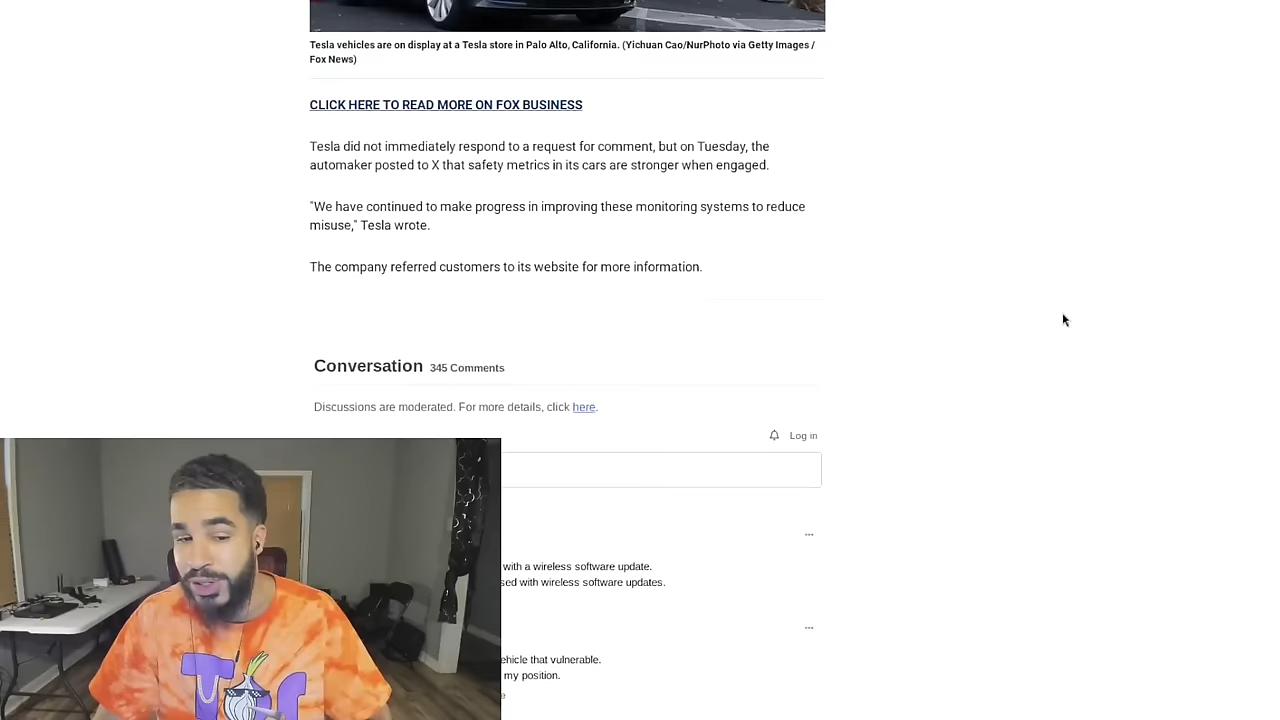 Tesla vehicles are on display at a Tesla store in Palo Alto, California. (Yichuan Cao/NurPhoto via Getty Images /
Fox News)
CLICK HERE TO READ MORE ON FOX BUSINESS
Tesla did not immediately respond to a request for comment, but on Tuesday, the
automaker posted to X that safety metrics in its cars are stronger when engaged.
"We have continued to make progress in improving these monitoring systems to reduce
misuse," Tesla wrote.
The company referred customers to its website for more information.
Conversation 345 Comments
Discussions are moderated. For more details, click here.
Log in
...
with a wireless software update.
with wireless software updates.
...
that vulnerable.
my position.